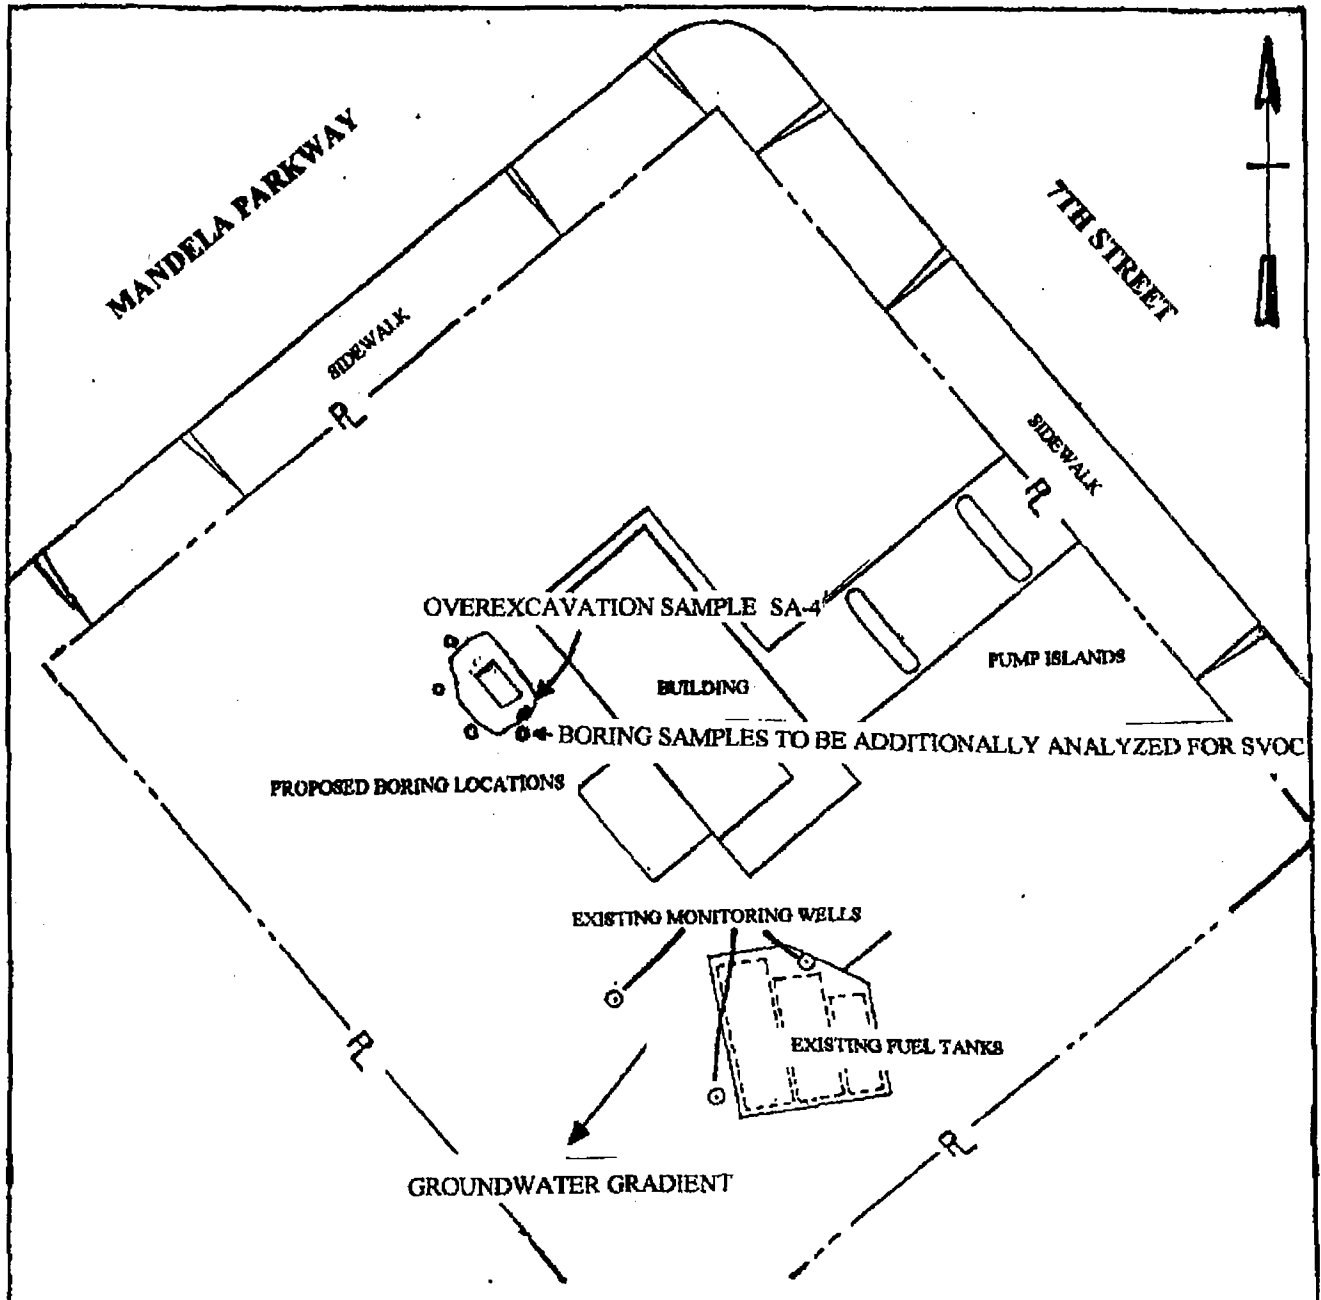 MANDELA PARKWAY
7TH STREET
SIDEWALK
PL
SIDEWALK
PL
OVEREXCAVATION SAMPLE SA-4
PUMP ISLANDS
BUILDING
BORING SAMPLES TO BE ADDITIONALLY ANALYZED FOR SVOC
PROPOSED BORING LOCATIONS
EXISTING MONITORING WELLS
EXISTING FUEL TANKS
PL
PL
GROUNDWATER GRADIENT